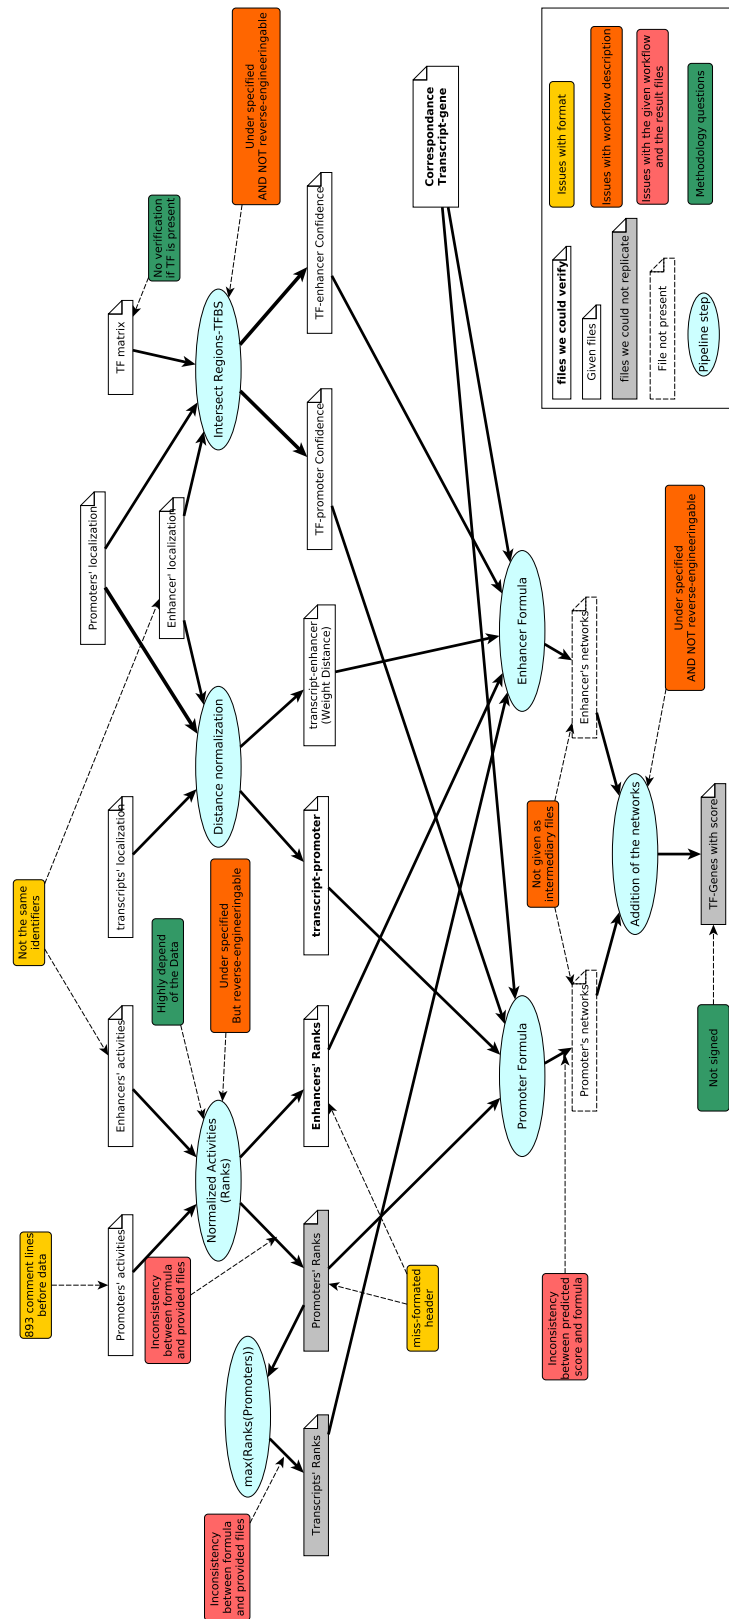 893 comment lines
before data
Not the same
identifiers
Promoters' activities
Enhancers' activities
transcripts' localization
Promoters' localization
Enhancer' localization
TF matrix
No verification
if TF is present
Inconsistency
between formula
and provided files
Highly depend
of the Data
Under specified
But reverse-engineeringable
Under specified
AND NOT reverse-engineeringable
Inconsistency
between formula
and provided files
max(Ranks(Promoters))
Normalized Activities
(Ranks)
Distance normalization
Intersect Regions-TFBS
Transcripts' Ranks
Promoters' Ranks
Enhancers' Ranks
transcript-promoter
transcript-enhancer
(Weight Distance)
TF-promoter Confidence
TF-enhancer Confidence
miss-formated
header
Correspondance
Transcript-gene
Promoter Formula
Enhancer Formula
Inconsistency
between predicted
score and formula
Not given as
intermediary files
Promoter's networks
Enhancer's networks
Under specified
AND NOT reverse-engineeringable
Addition of the networks
Not signed
TF-Genes with score
files we could verify
Given files
files we could not replicate
File not present
Pipeline step
Issues with format
Issues with workflow description
Issues with the given workflow
and the result files
Methodology questions